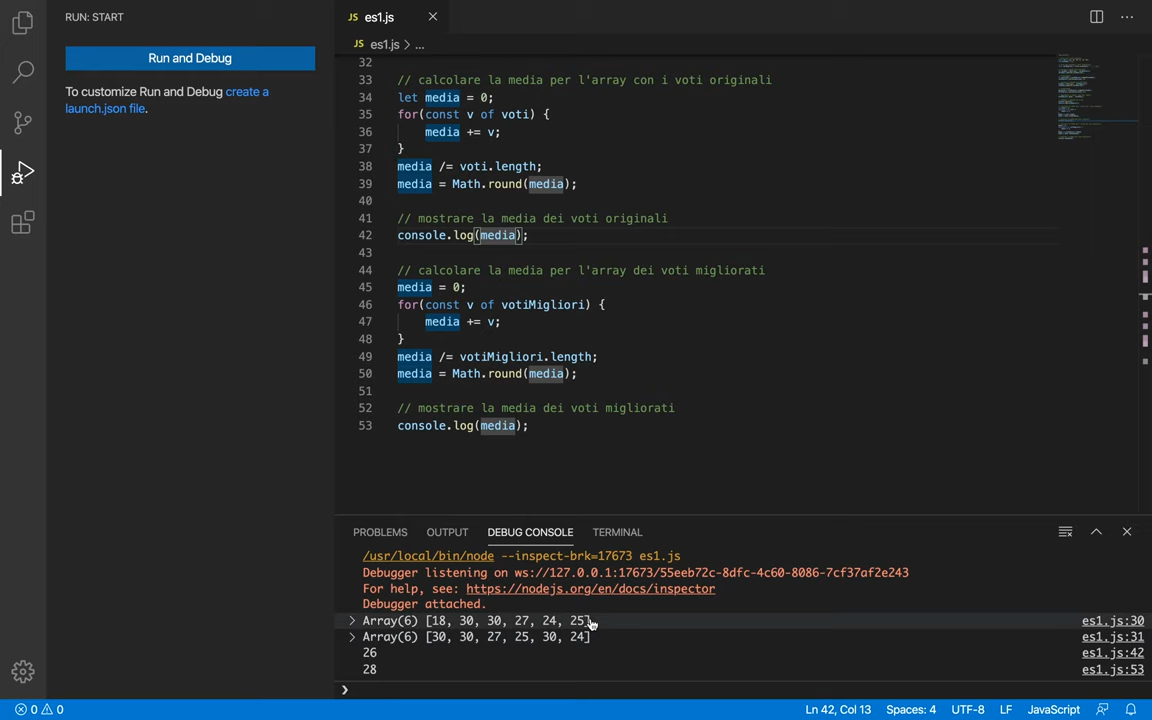 RUN: START
Run and Debug
To customize Run and Debug create a
launch.json file.
JS es1.js
JS es1.js > ...
32
33 // calcolare la media per l'array con i voti originali
34 let media = 0;
35 for(const v of voti) {
36 media += v;
37 }
38 media /= voti.length;
39 media = Math.round(media);
40
41 // mostrare la media dei voti originali
42 console.log(media);
43
44 // calcolare la media per l'array dei voti migliorati
45 media = 0;
46 for(const v of votiMigliori) {
47 media += v;
48 }
49 media /= votiMigliori.length;
50 media = Math.round(media);
51
52 // mostrare la media dei voti migliorati
53 console.log(media);
PROBLEMS OUTPUT DEBUG CONSOLE TERMINAL
/usr/local/bin/node --inspect-brk=17673 es1.js
Debugger listening on ws://127.0.0.1:17673/55eeb72c-8dfc-4c60-8086-7cf37af2e243
For help, see: https://nodejs.org/en/docs/inspector
Debugger attached.
> Array(6) [18, 30, 30, 27, 24, 25] es1.js:30
> Array(6) [30, 30, 27, 25, 30, 24] es1.js:31
26 es1.js:42
28 es1.js:53
0 0 Ln 42, Col 13 Spaces: 4 UTF-8 LF JavaScript